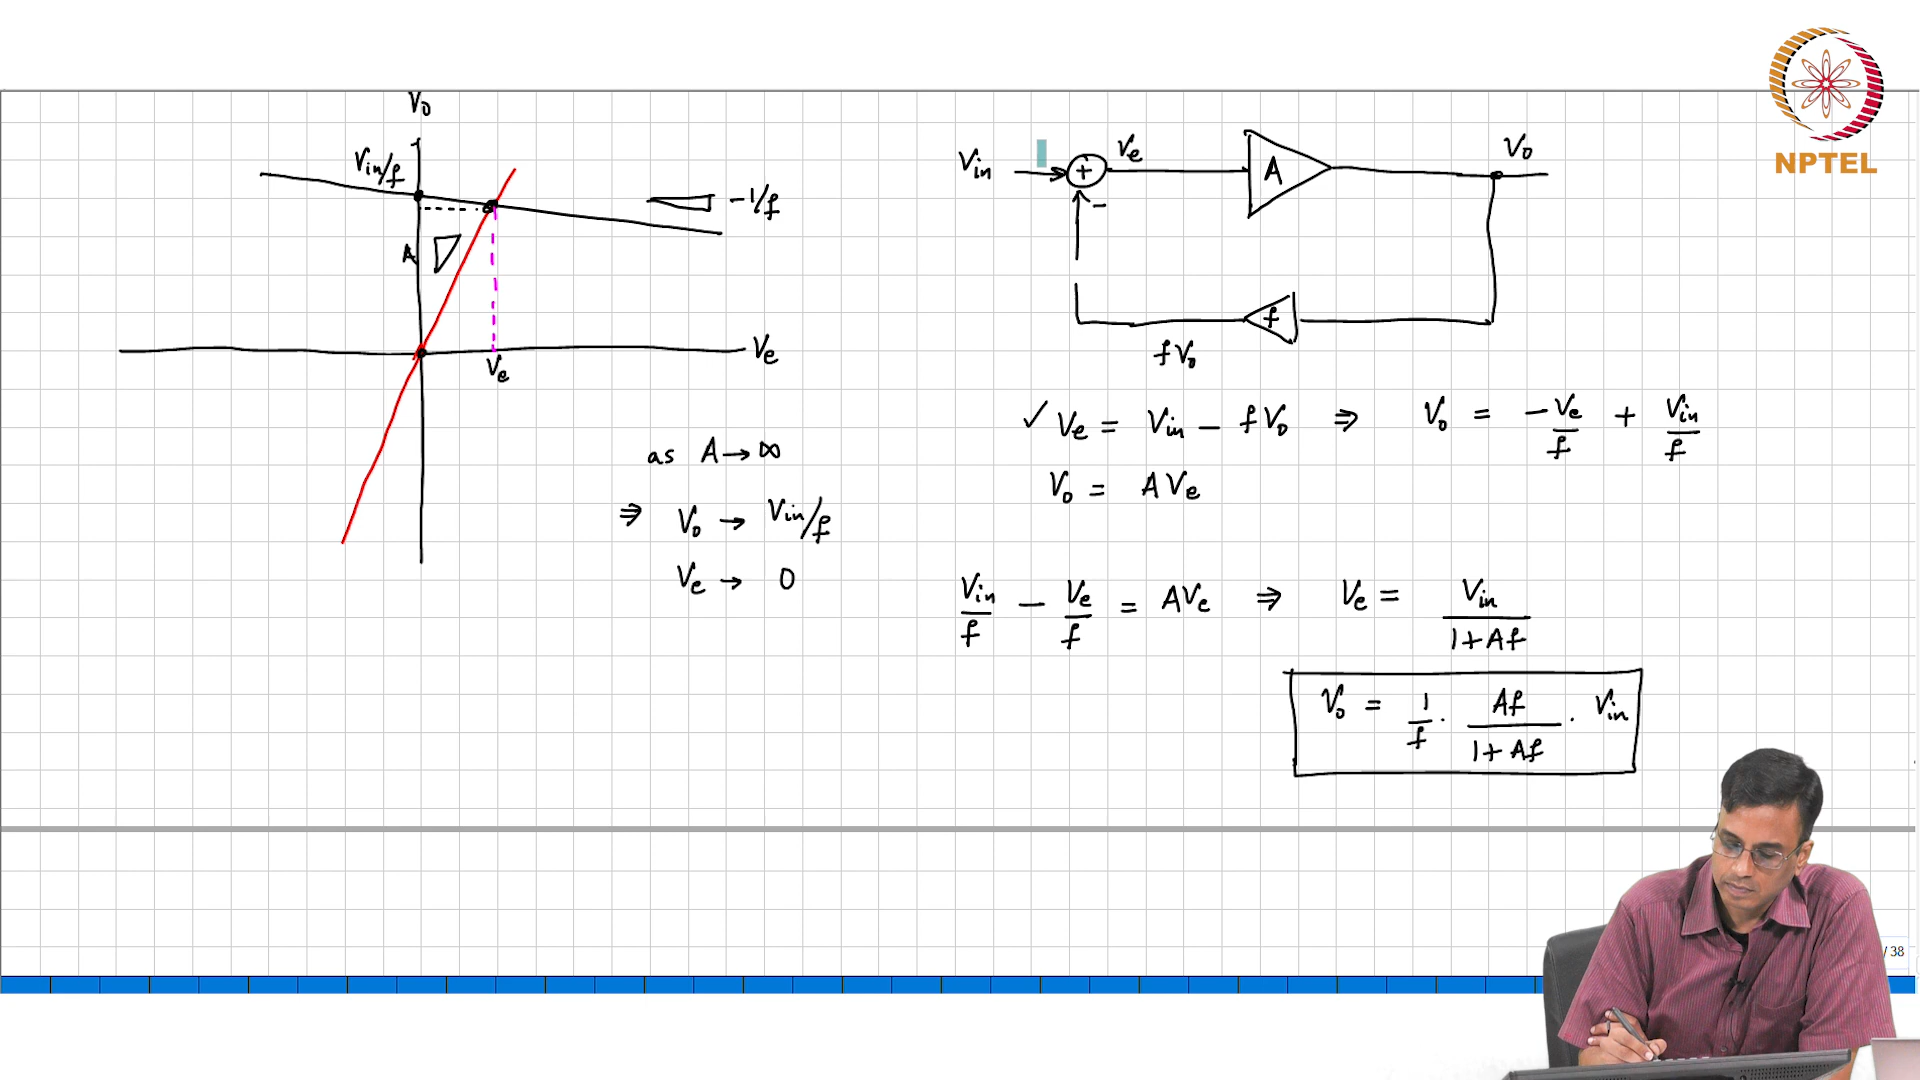 NPTEL
V₀
Vin/f
-1/f
A
Ve
Ve
as A→∞
⇒ V₀ → Vin/f
Ve → 0
Vin
+
-
Ve
A
V₀
f
fV₀
✓ Ve = Vin - fV₀ ⇒ V₀ = -Ve/f + Vin/f
V₀ = AVe
Vin/f - Ve/f = AVe ⇒ Ve = Vin/(1+Af)
V₀ = 1/f · Af/(1+Af) · Vin
/ 38